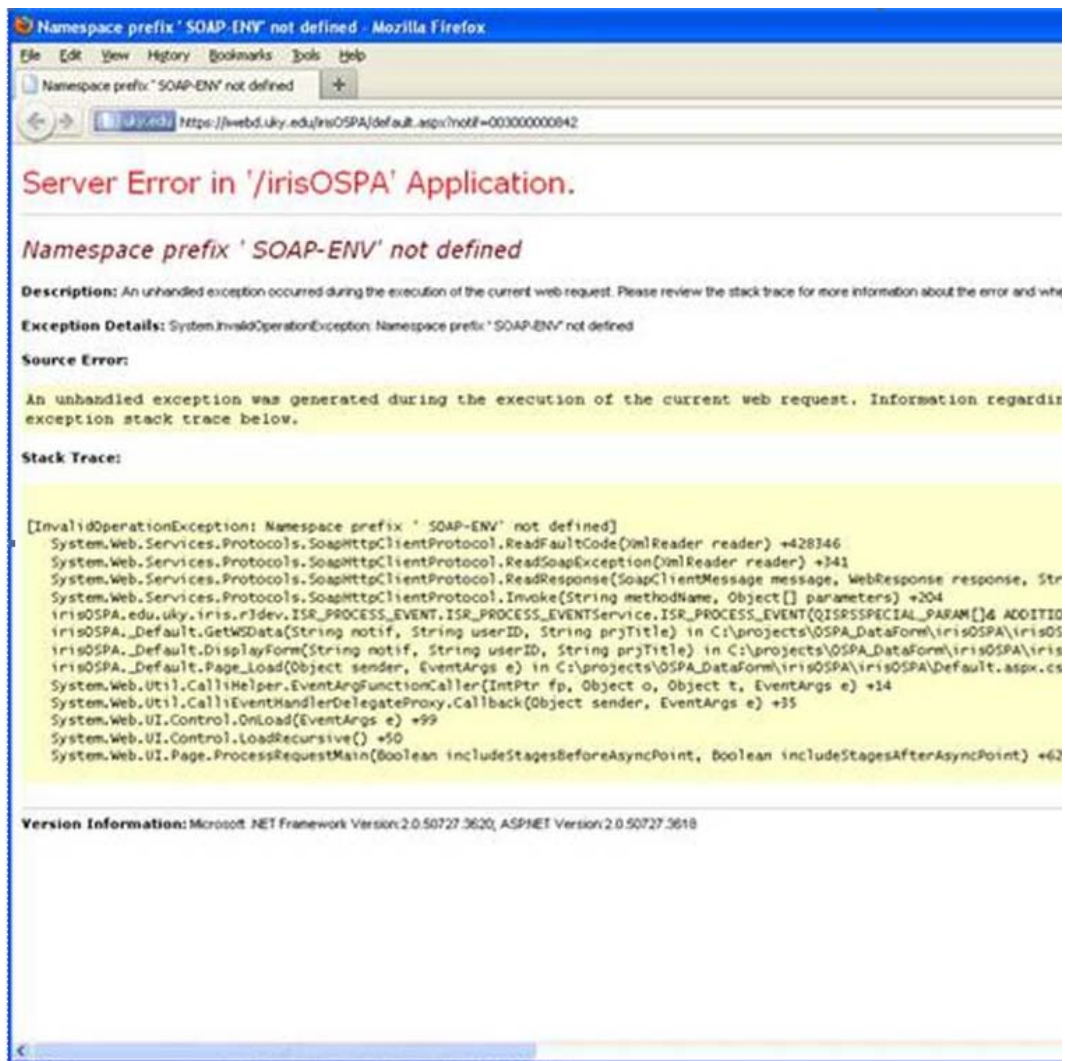 Namespace prefix ' SOAP-ENV' not defined - Mozilla Firefox
File Edit View History Bookmarks Tools Help
Namespace prefix ' SOAP-ENV' not defined +
uky.edu https://iwebd.uky.edu/irisOSPA/default.aspx?notif=003000000842
Server Error in '/irisOSPA' Application.
Namespace prefix ' SOAP-ENV' not defined
Description: An unhandled exception occurred during the execution of the current web request. Please review the stack trace for more information about the error and whe
Exception Details: System.InvalidOperationException: Namespace prefix ' SOAP-ENV' not defined
Source Error:
An unhandled exception was generated during the execution of the current web request. Information regardin
exception stack trace below.
Stack Trace:
[InvalidOperationException: Namespace prefix ' SOAP-ENV' not defined]
System.Web.Services.Protocols.SoapHttpClientProtocol.ReadFaultCode(XmlReader reader) +428346
System.Web.Services.Protocols.SoapHttpClientProtocol.ReadSoapException(XmlReader reader) +341
System.Web.Services.Protocols.SoapHttpClientProtocol.ReadResponse(SoapClientMessage message, WebResponse response, Str
System.Web.Services.Protocols.SoapHttpClientProtocol.Invoke(String methodName, Object[] parameters) +204
irisOSPA.edu.uky.iris.r3dev.ISR_PROCESS_EVENT.ISR_PROCESS_EVENTService.ISR_PROCESS_EVENT(QISRSSPECIAL_PARAM[]& ADDITIO
irisOSPA._Default.GetWSData(String notif, String userID, String prjTitle) in C:\projects\OSPA_DataForm\irisOSPA\irisOS
irisOSPA._Default.DisplayForm(String notif, String userID, String prjTitle) in C:\projects\OSPA_DataForm\irisOSPA\iris
irisOSPA._Default.Page_Load(Object sender, EventArgs e) in C:\projects\OSPA_DataForm\irisOSPA\irisOSPA\Default.aspx.cs
System.Web.Util.CalliHelper.EventArgFunctionCaller(IntPtr fp, Object o, Object t, EventArgs e) +14
System.Web.Util.CalliEventHandlerDelegateProxy.Callback(Object sender, EventArgs e) +35
System.Web.UI.Control.OnLoad(EventArgs e) +99
System.Web.UI.Control.LoadRecursive() +50
System.Web.UI.Page.ProcessRequestMain(Boolean includeStagesBeforeAsyncPoint, Boolean includeStagesAfterAsyncPoint) +62
Version Information: Microsoft .NET Framework Version:2.0.50727.3620; ASP.NET Version:2.0.50727.3618